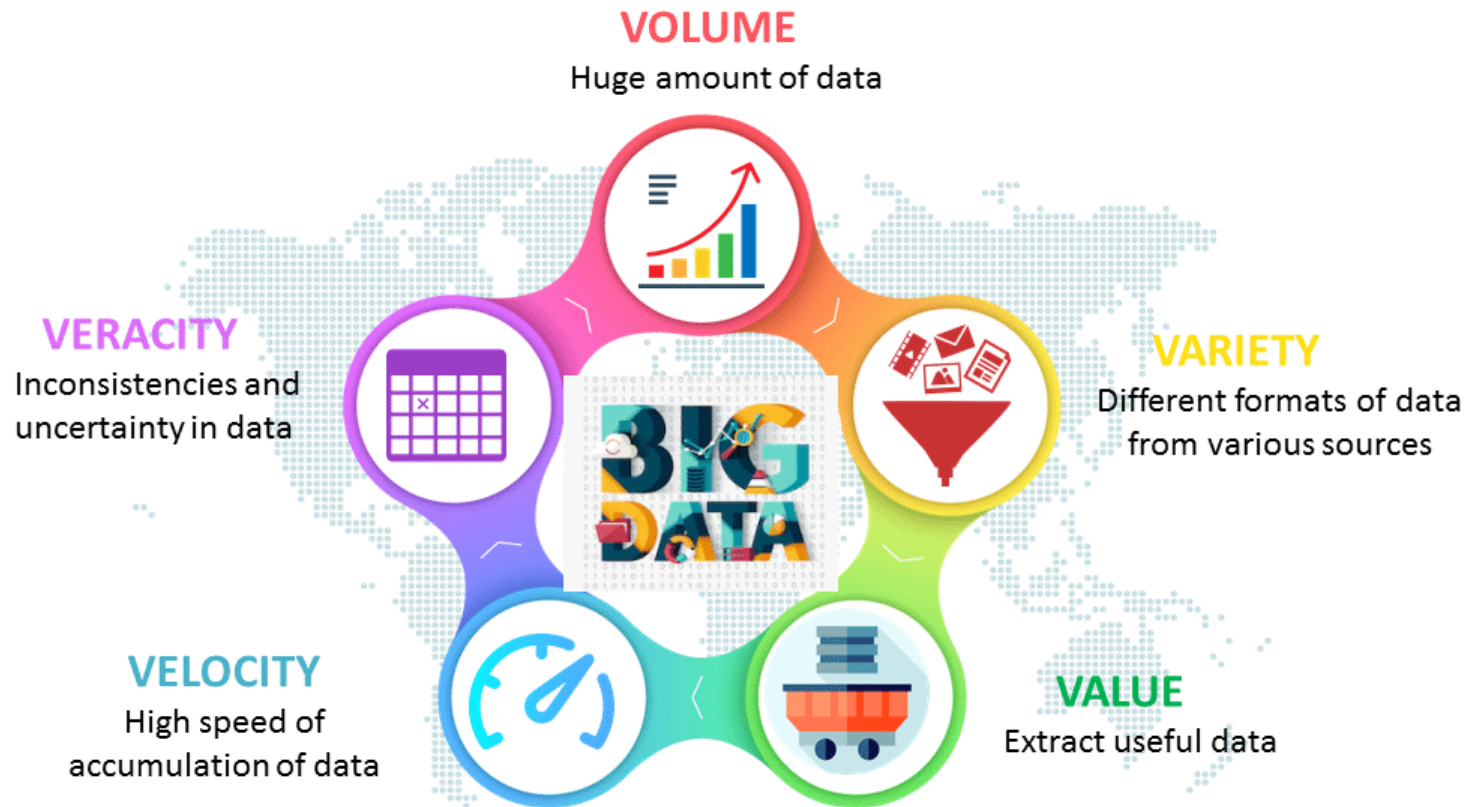 VOLUME
Huge amount of data
VERACITY
Inconsistencies and
uncertainty in data
VARIETY
Different formats of data
from various sources
BIG
DATA
VELOCITY
High speed of
accumulation of data
VALUE
Extract useful data